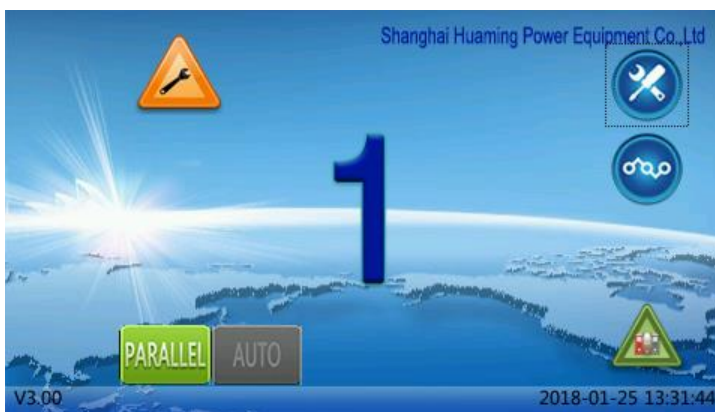 Shanghai Huaming Power Equipment Co.,Ltd
1
PARALLEL AUTO
V3.00 2018-01-25 13:31:44